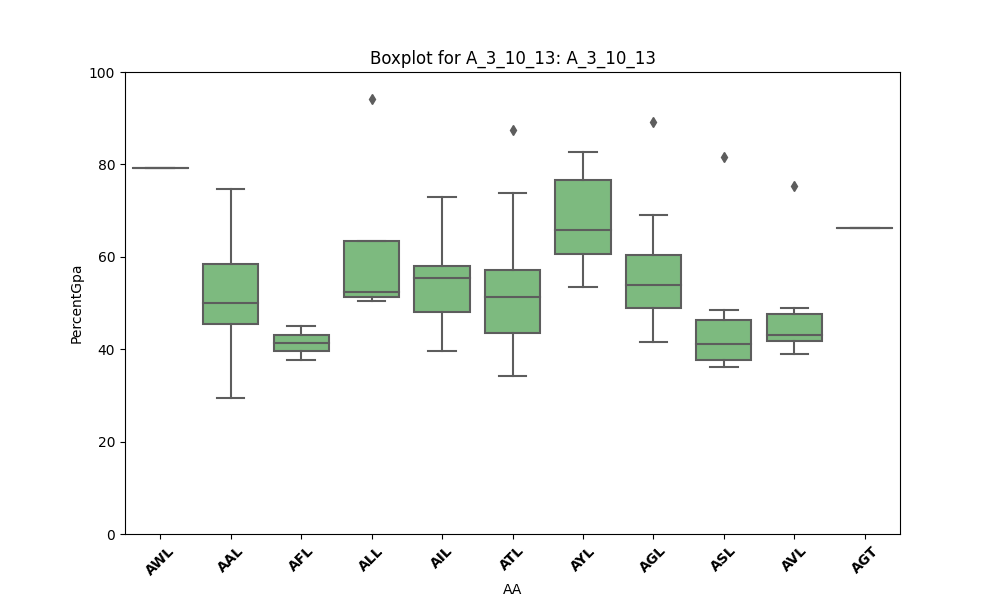 Boxplot for A_3_10_13: A_3_10_13
100
80
60
40
20
0
PercentGpa
AWL
AAL
AFL
ALL
AIL
ATL
AYL
AGL
ASL
AVL
AGT
AA